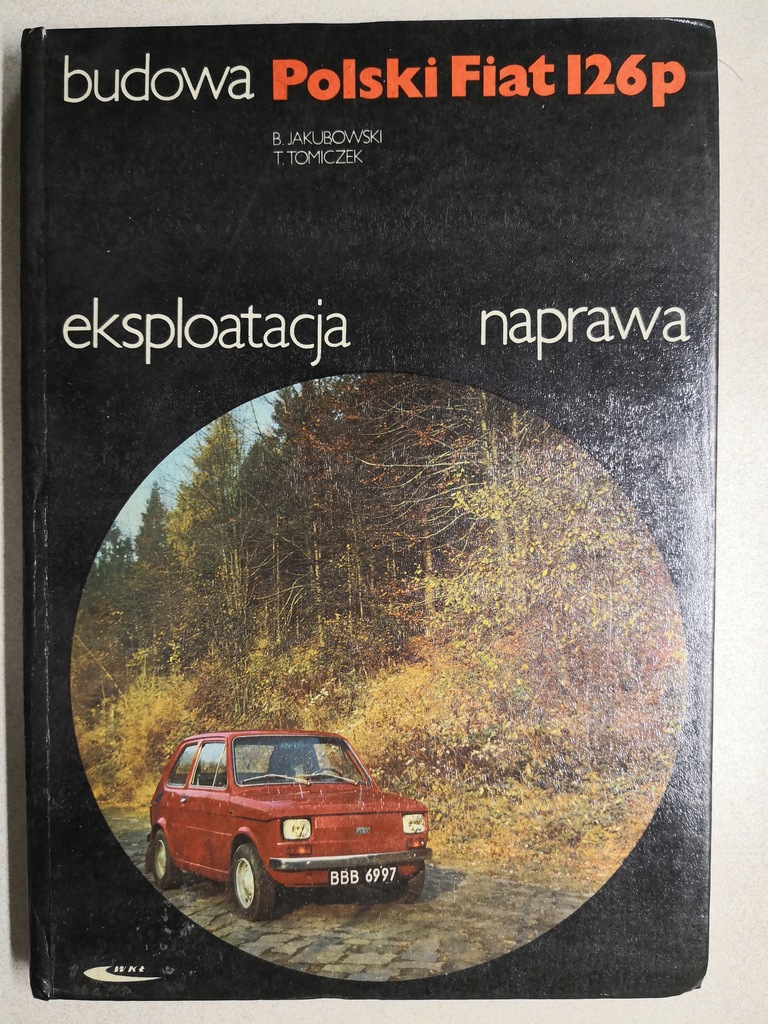 budowa Polski Fiat 126p
B. JAKUBOWSKI
T. TOMICZEK
eksploatacja naprawa
BBB 6997
WKŁ